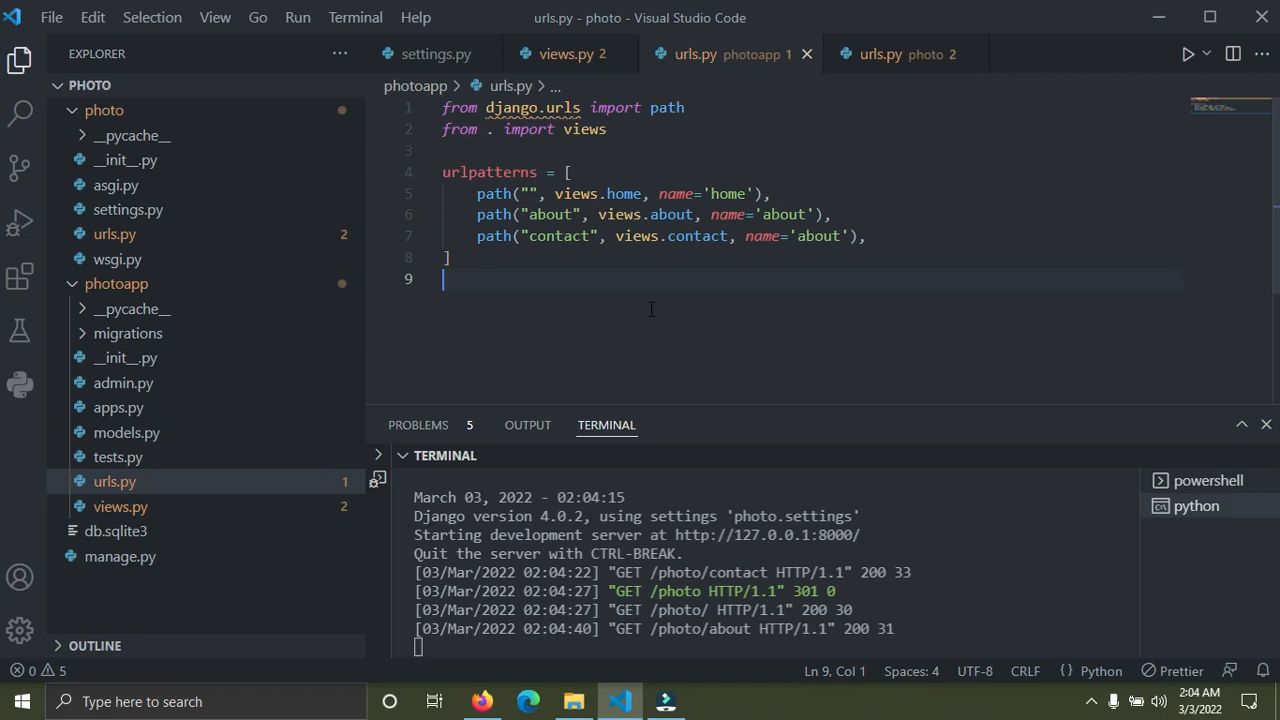 File Edit Selection View Go Run Terminal Help
urls.py - photo - Visual Studio Code
EXPLORER
PHOTO
photo
__pycache__
__init__.py
asgi.py
settings.py
urls.py 2
wsgi.py
photoapp
__pycache__
migrations
__init__.py
admin.py
apps.py
models.py
tests.py
urls.py 1
views.py 2
db.sqlite3
manage.py
OUTLINE
settings.py
views.py 2
urls.py photoapp 1
urls.py photo 2
photoapp > urls.py > ...
1 from django.urls import path
2 from . import views
3
4 urlpatterns = [
5 path("", views.home, name='home'),
6 path("about", views.about, name='about'),
7 path("contact", views.contact, name='about'),
8 ]
9
PROBLEMS 5 OUTPUT TERMINAL
TERMINAL
March 03, 2022 - 02:04:15
Django version 4.0.2, using settings 'photo.settings'
Starting development server at http://127.0.0.1:8000/
Quit the server with CTRL-BREAK.
[03/Mar/2022 02:04:22] "GET /photo/contact HTTP/1.1" 200 33
[03/Mar/2022 02:04:27] "GET /photo HTTP/1.1" 301 0
[03/Mar/2022 02:04:27] "GET /photo/ HTTP/1.1" 200 30
[03/Mar/2022 02:04:40] "GET /photo/about HTTP/1.1" 200 31
powershell
python
0 5
Ln 9, Col 1 Spaces: 4 UTF-8 CRLF { } Python Prettier
Type here to search
2:04 AM
3/3/2022